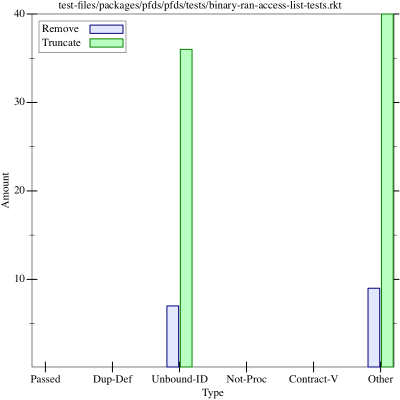 test-files/packages/pfds/pfds/tests/binary-ran-access-list-tests.rkt
Remove
Truncate
40
30
20
10
Amount
Passed Dup-Def Unbound-ID Not-Proc Contract-V Other
Type